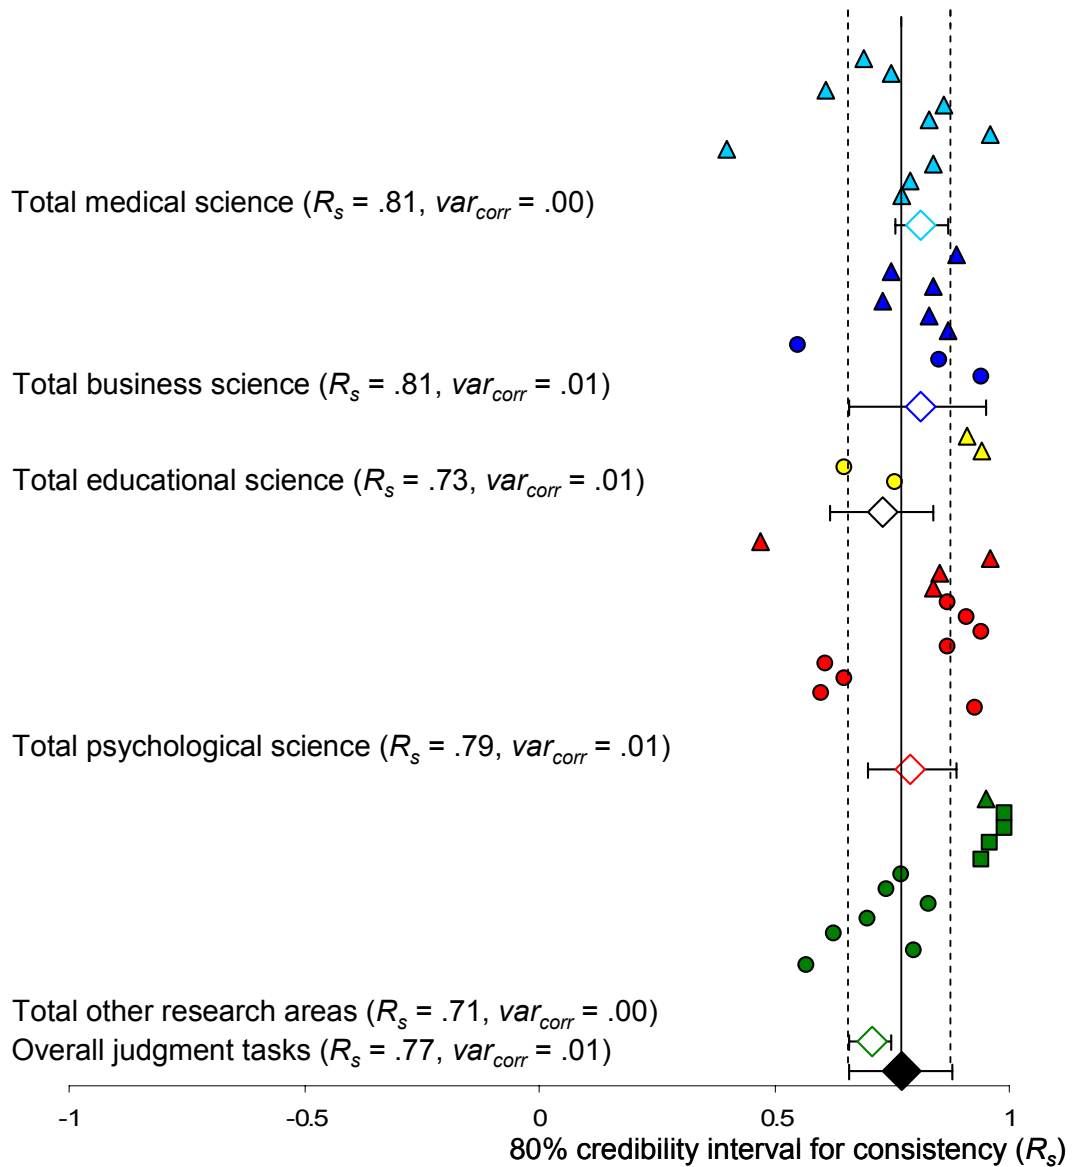 Total medical science (Rs = .81, varcorr = .00)
Total business science (Rs = .81, varcorr = .01)
Total educational science (Rs = .73, varcorr = .01)
Total psychological science (Rs = .79, varcorr = .01)
Total other research areas (Rs = .71, varcorr = .00)
Overall judgment tasks (Rs = .77, varcorr = .01)
-1 -0.5 0 0.5 1
80% credibility interval for consistency (Rs)